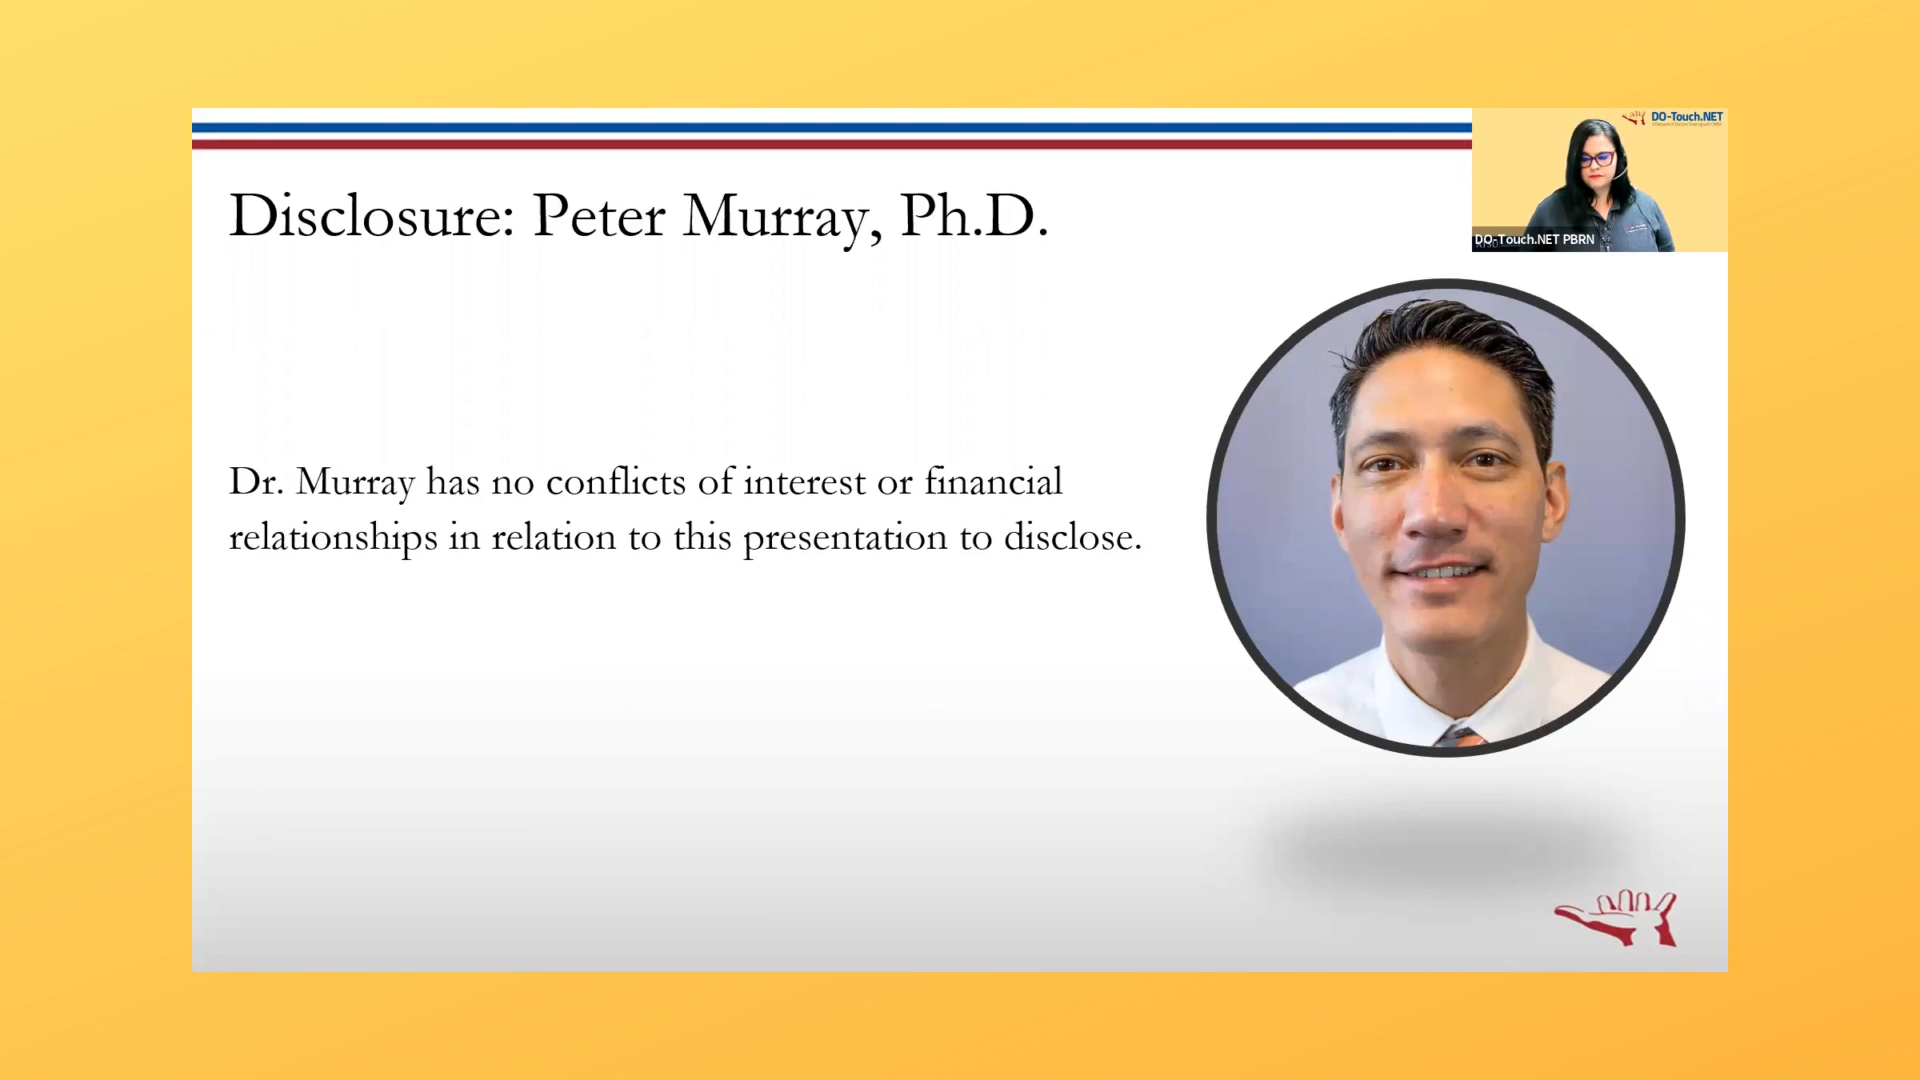 DO-Touch.NET
Disclosure: Peter Murray, Ph.D.
DO-Touch.NET PBRN
Dr. Murray has no conflicts of interest or financial
relationships in relation to this presentation to disclose.